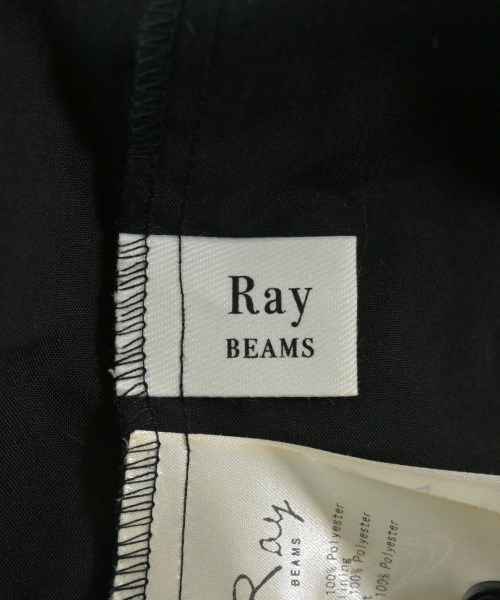 Ray
BEAMS
Ray
BEAMS
100% Polyester
lining
100% Polyester
100% Polyester